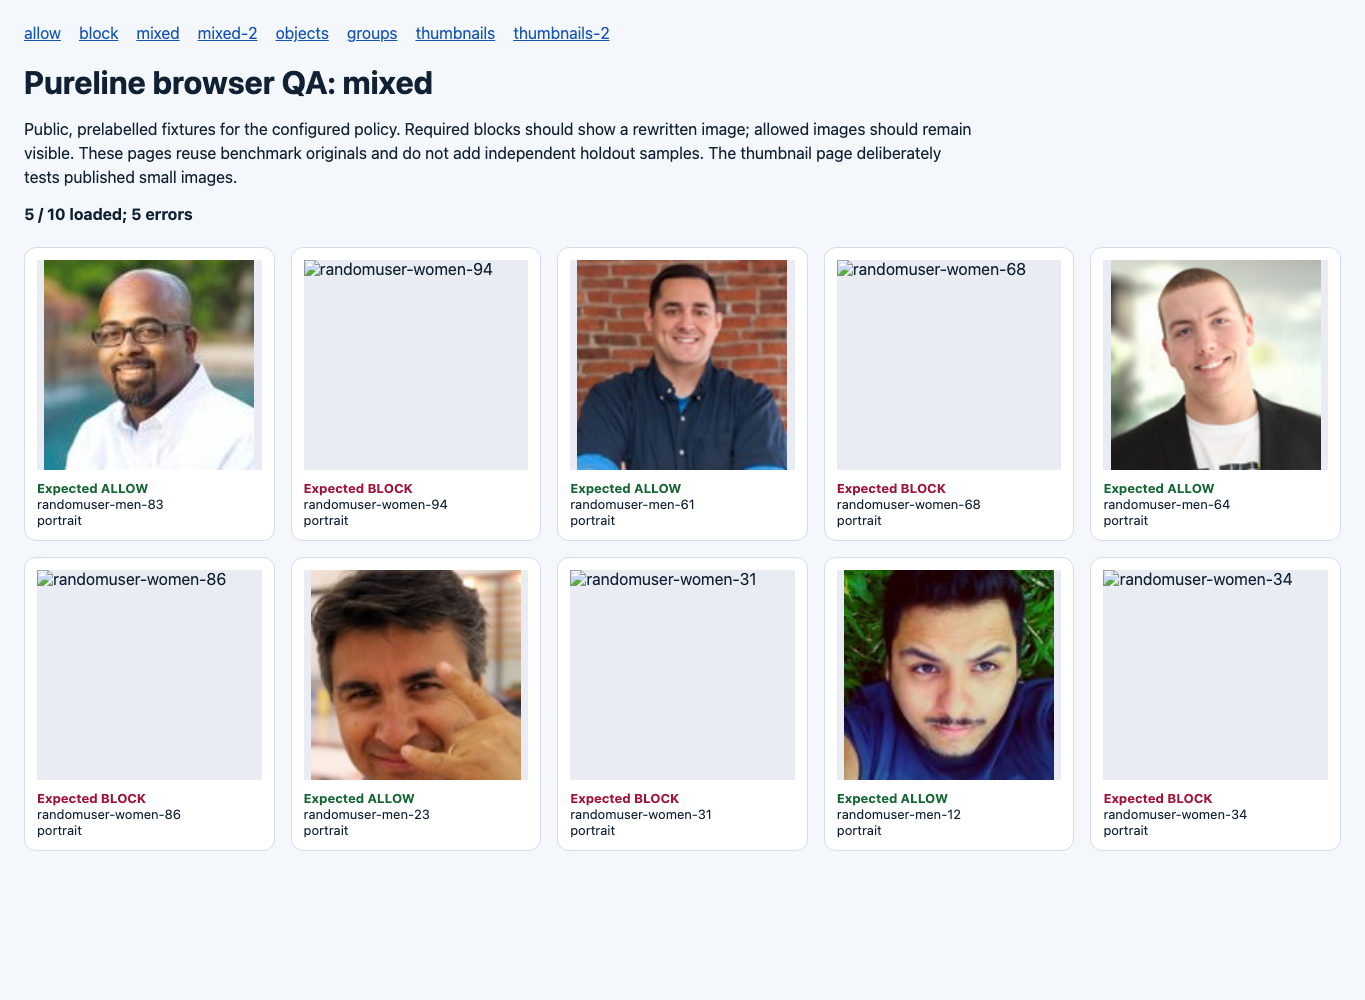 allow block mixed mixed-2 objects groups thumbnails thumbnails-2
Pureline browser QA: mixed
Public, prelabelled fixtures for the configured policy. Required blocks should show a rewritten image; allowed images should remain
visible. These pages reuse benchmark originals and do not add independent holdout samples. The thumbnail page deliberately
tests published small images.
5 / 10 loaded; 5 errors
randomuser-women-94
randomuser-women-68
Expected ALLOW
randomuser-men-83
portrait
Expected BLOCK
randomuser-women-94
portrait
Expected ALLOW
randomuser-men-61
portrait
Expected BLOCK
randomuser-women-68
portrait
Expected ALLOW
randomuser-men-64
portrait
randomuser-women-86
randomuser-women-31
randomuser-women-34
Expected BLOCK
randomuser-women-86
portrait
Expected ALLOW
randomuser-men-23
portrait
Expected BLOCK
randomuser-women-31
portrait
Expected ALLOW
randomuser-men-12
portrait
Expected BLOCK
randomuser-women-34
portrait